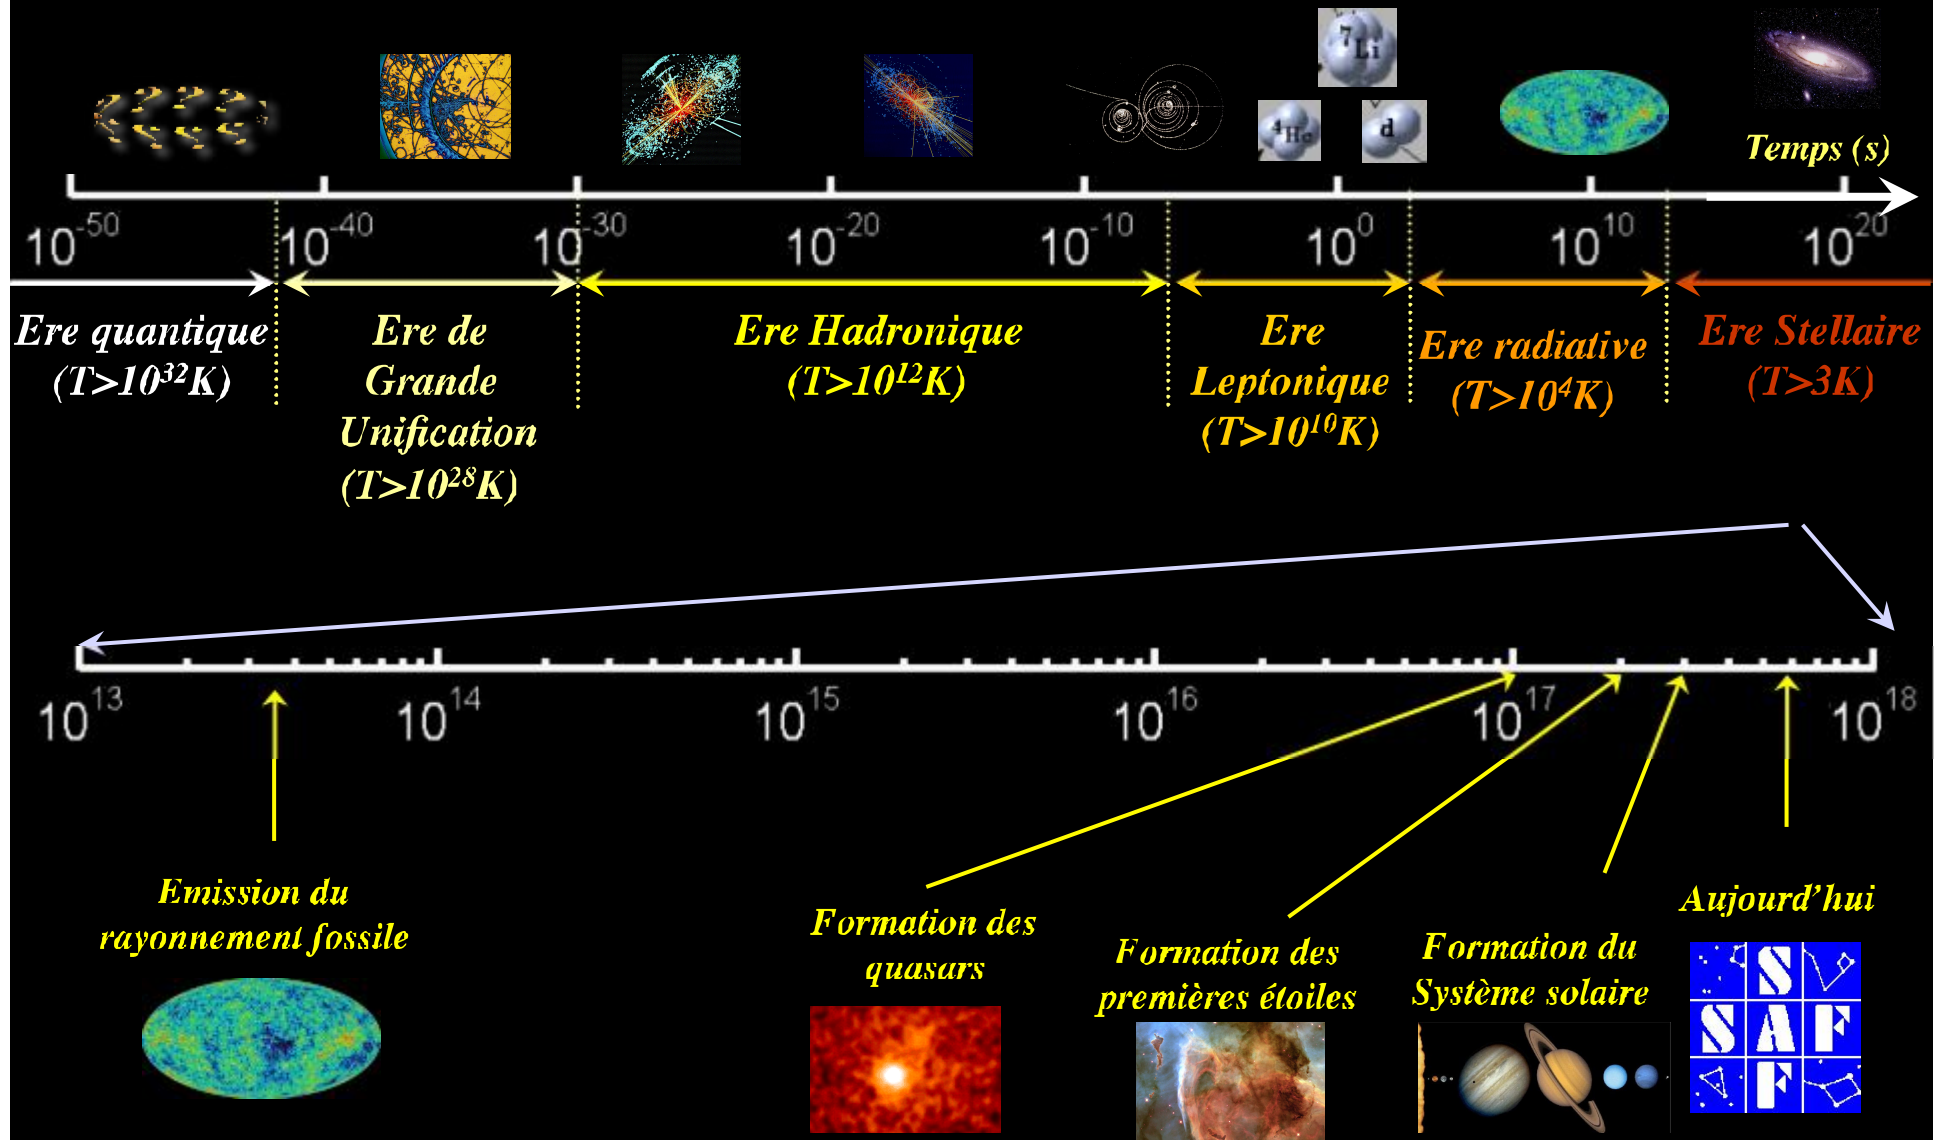 ⁷Li
⁴He
d
Temps (s)
10⁻⁵⁰ 10⁻⁴⁰ 10⁻³⁰ 10⁻²⁰ 10⁻¹⁰ 10⁰ 10¹⁰ 10²⁰
Ere quantique
(T>10³²K)
Ere de
Grande
Unification
(T>10²⁸K)
Ere Hadronique
(T>10¹²K)
Ere
Leptonique
(T>10¹⁰K)
Ere radiative
(T>10⁴K)
Ere Stellaire
(T>3K)
10¹³ 10¹⁴ 10¹⁵ 10¹⁶ 10¹⁷ 10¹⁸
Emission du
rayonnement fossile
Formation des
quasars
Formation des
premières étoiles
Formation du
Système solaire
Aujourd'hui
S
S A F
F